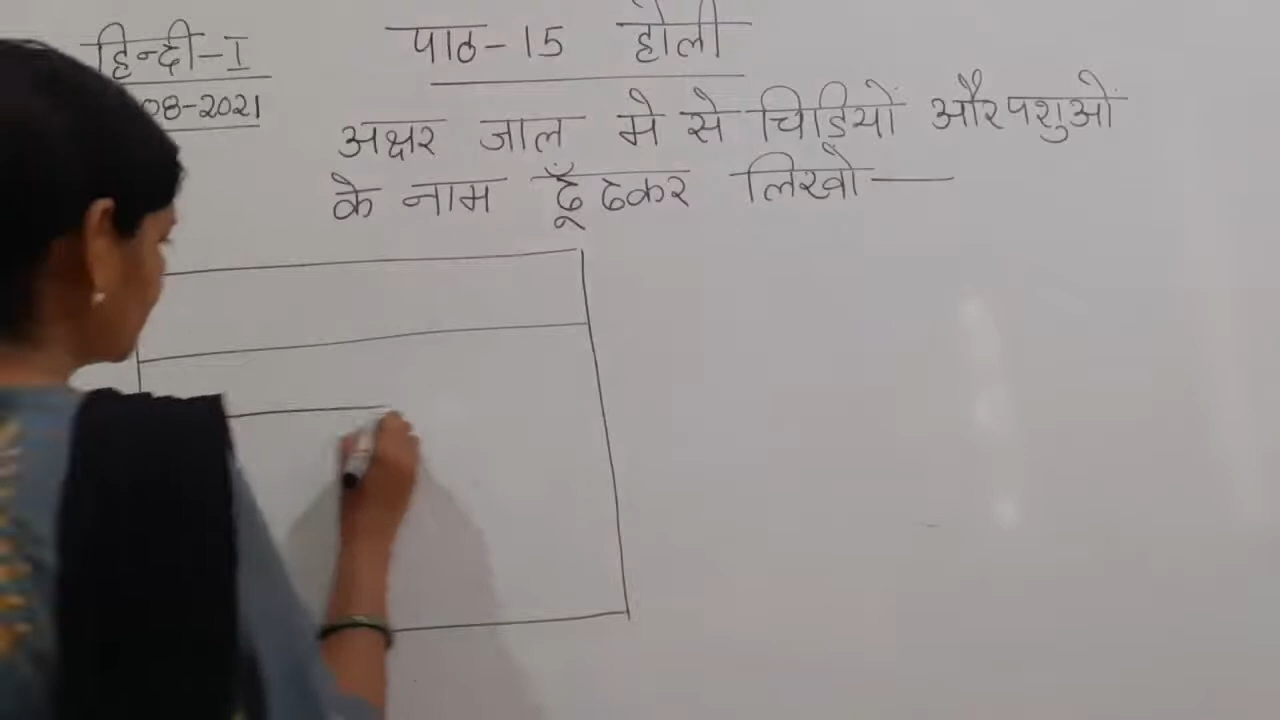 हिन्दी-I
पाठ-15 होली
08-2021
अक्षर जाल मे से चिडियों और पशुओं
के नाम ढूँढकर लिखो—